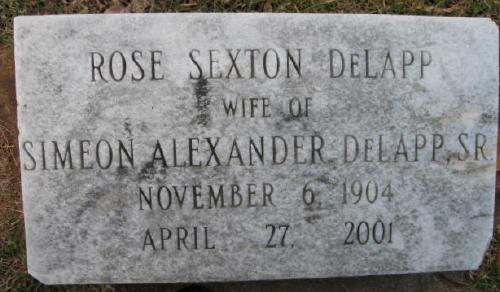 ROSE SEXTON DeLAPP
WIFE OF
SIMEON ALEXANDER DeLAPP, SR
NOVEMBER 6, 1904
APRIL 27, 2001